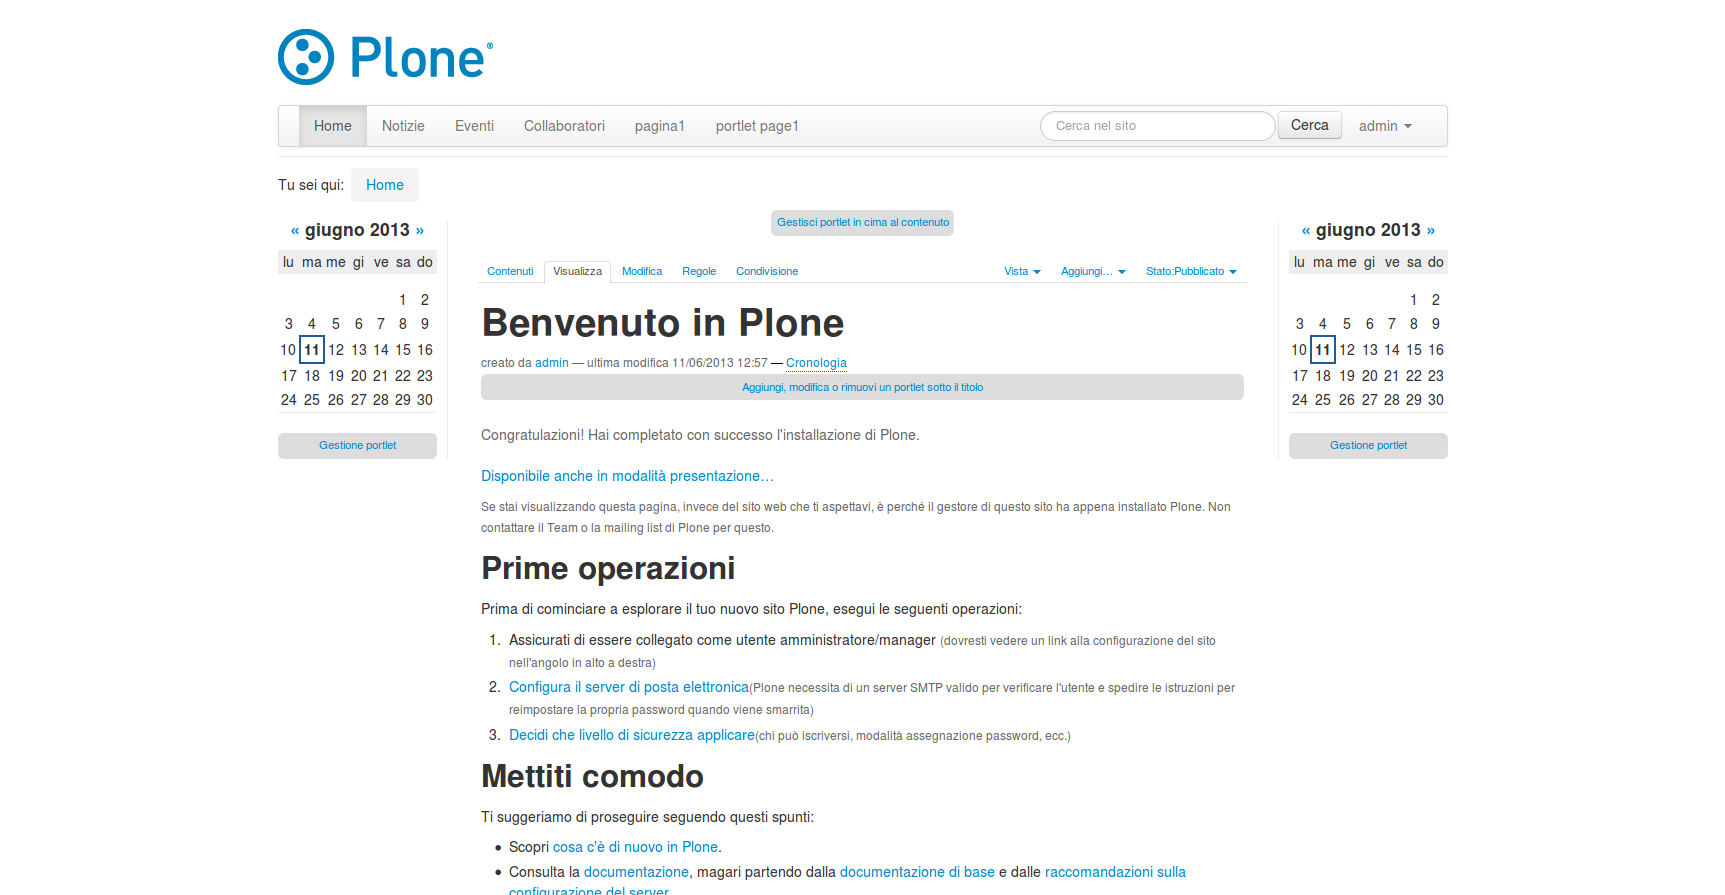 Plone®
Home Notizie Eventi Collaboratori pagina1 portlet page1 Cerca nel sito Cerca admin
Tu sei qui: Home
« giugno 2013 »
lu ma me gi ve sa do
1 2
3 4 5 6 7 8 9
10 11 12 13 14 15 16
17 18 19 20 21 22 23
24 25 26 27 28 29 30
Gestione portlet
Gestisci portlet in cima al contenuto
Contenuti Visualizza Modifica Regole Condivisione Vista Aggiungi… Stato:Pubblicato
Benvenuto in Plone
creato da admin — ultima modifica 11/06/2013 12:57 — Cronologia
Aggiungi, modifica o rimuovi un portlet sotto il titolo
Congratulazioni! Hai completato con successo l'installazione di Plone.
Disponibile anche in modalità presentazione…
Se stai visualizzando questa pagina, invece del sito web che ti aspettavi, è perché il gestore di questo sito ha appena installato Plone. Non
contattare il Team o la mailing list di Plone per questo.
Prime operazioni
Prima di cominciare a esplorare il tuo nuovo sito Plone, esegui le seguenti operazioni:
1. Assicurati di essere collegato come utente amministratore/manager (dovresti vedere un link alla configurazione del sito
nell'angolo in alto a destra)
2. Configura il server di posta elettronica(Plone necessita di un server SMTP valido per verificare l'utente e spedire le istruzioni per
reimpostare la propria password quando viene smarrita)
3. Decidi che livello di sicurezza applicare(chi può iscriversi, modalità assegnazione password, ecc.)
Mettiti comodo
Ti suggeriamo di proseguire seguendo questi spunti:
• Scopri cosa c'è di nuovo in Plone.
• Consulta la documentazione, magari partendo dalla documentazione di base e dalle raccomandazioni sulla
configurazione del server.
« giugno 2013 »
lu ma me gi ve sa do
1 2
3 4 5 6 7 8 9
10 11 12 13 14 15 16
17 18 19 20 21 22 23
24 25 26 27 28 29 30
Gestione portlet